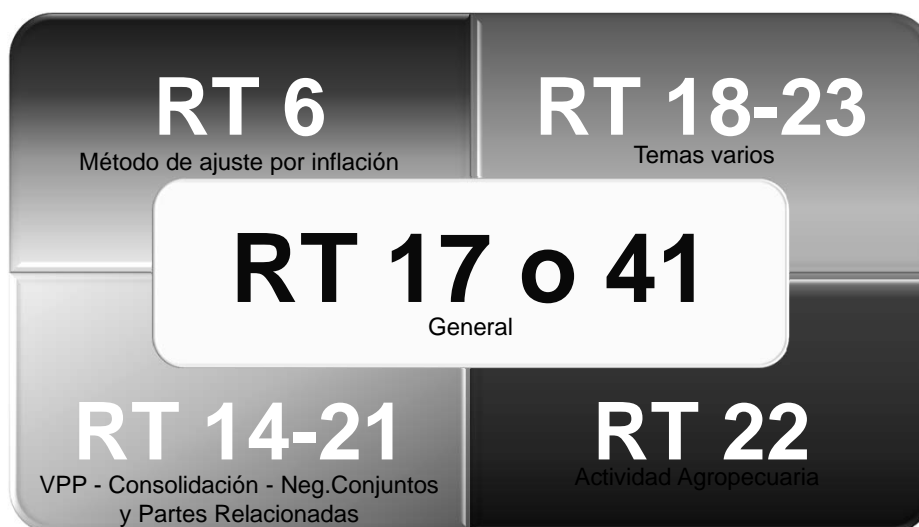 RT 6
Método de ajuste por inflación
RT 18-23
Temas varios
RT 17 o 41
General
RT 14-21
VPP - Consolidación - Neg.Conjuntos
y Partes Relacionadas
RT 22
Actividad Agropecuaria